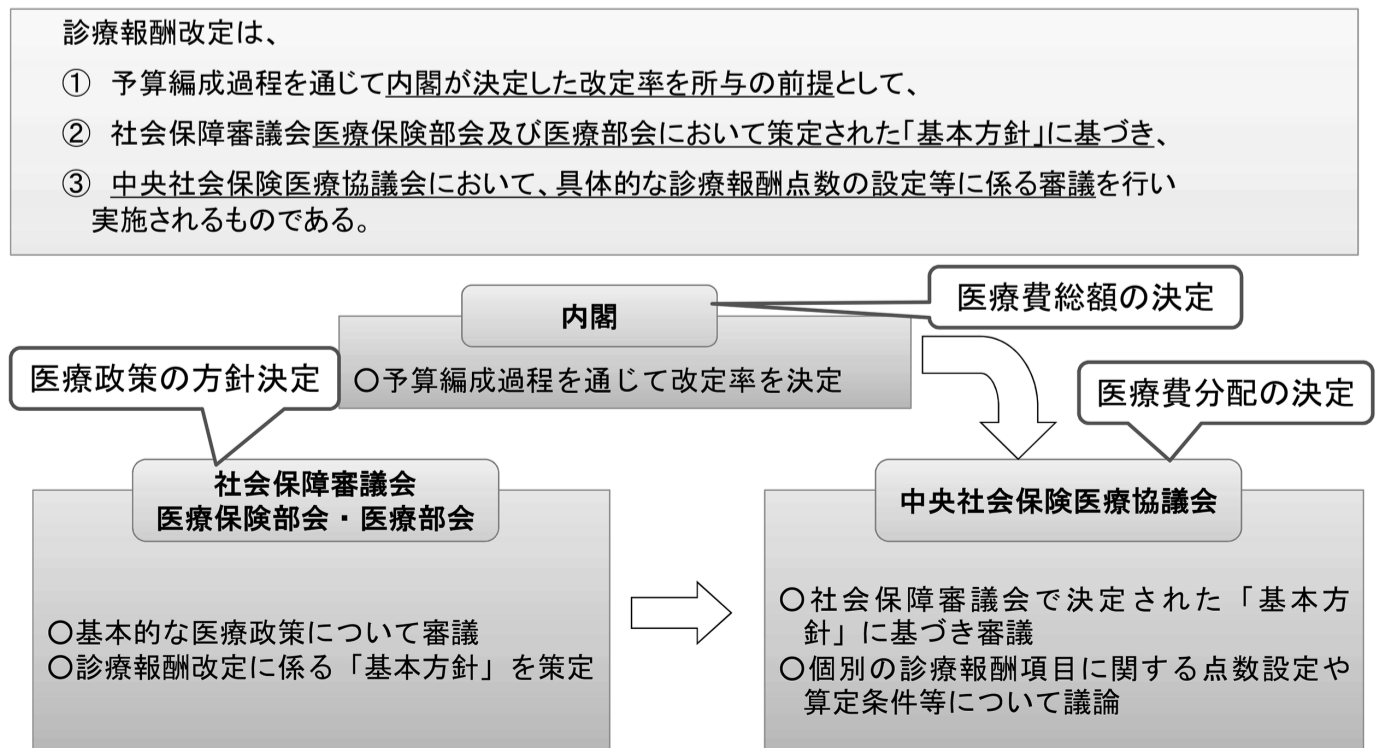 診療報酬改定は、
① 予算編成過程を通じて内閣が決定した改定率を所与の前提として、
② 社会保障審議会医療保険部会及び医療部会において策定された「基本方針」に基づき、
③ 中央社会保険医療協議会において、具体的な診療報酬点数の設定等に係る審議を行い
実施されるものである。
医療費総額の決定
内閣
○予算編成過程を通じて改定率を決定
医療政策の方針決定
医療費分配の決定
社会保障審議会
医療保険部会・医療部会
○基本的な医療政策について審議
○診療報酬改定に係る「基本方針」を策定
中央社会保険医療協議会
○社会保障審議会で決定された「基本方
針」に基づき審議
○個別の診療報酬項目に関する点数設定や
算定条件等について議論